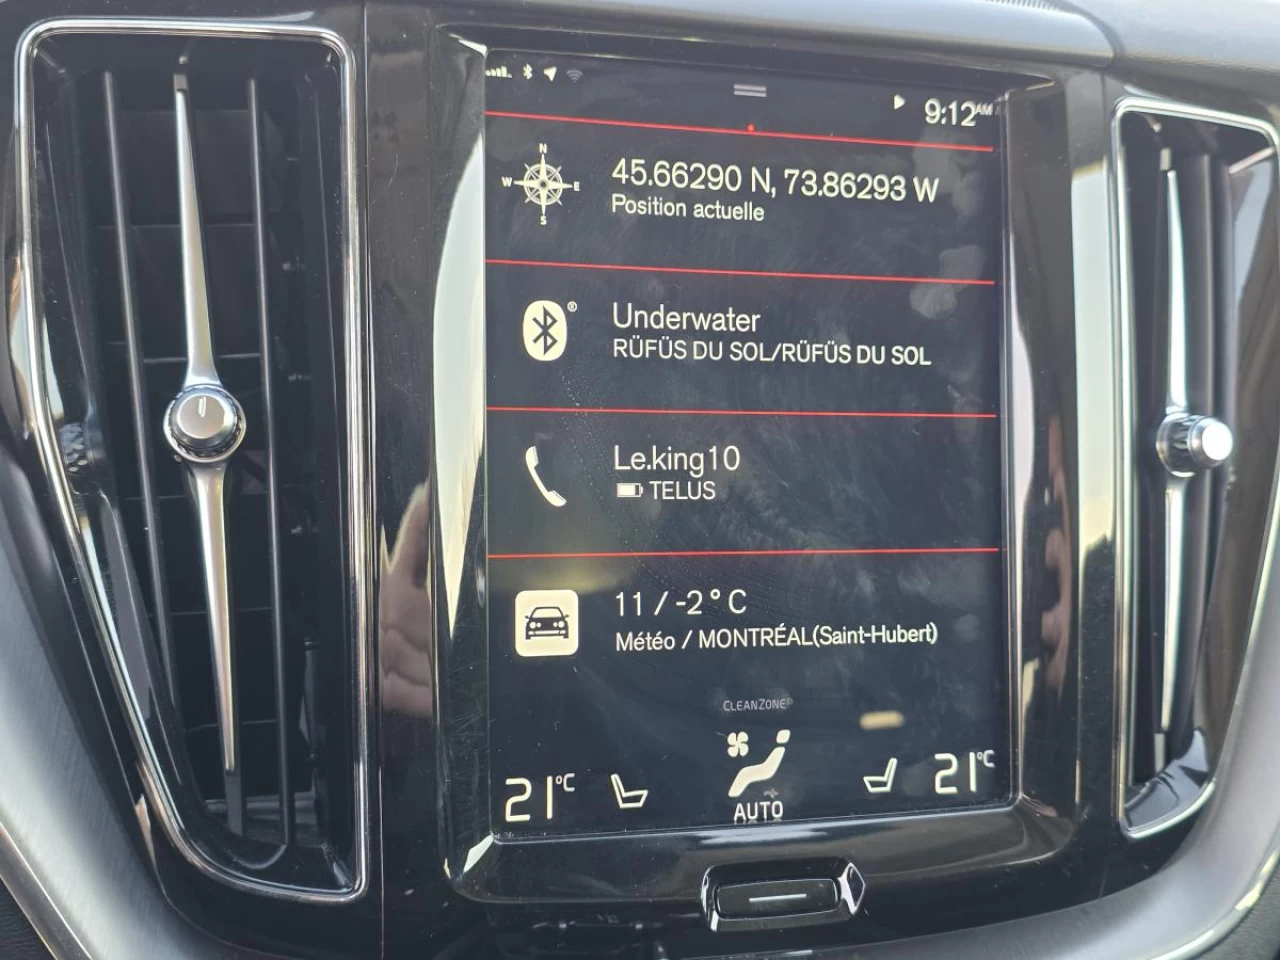 9:12 AM
N
W E
S
45.66290 N, 73.86293 W
Position actuelle
®
Underwater
RÜFÜS DU SOL/RÜFÜS DU SOL
Le.king10
TELUS
11 / -2°C
Météo / MONTRÉAL(Saint-Hubert)
CLEANZONE®
21°C
21°C
AUTO